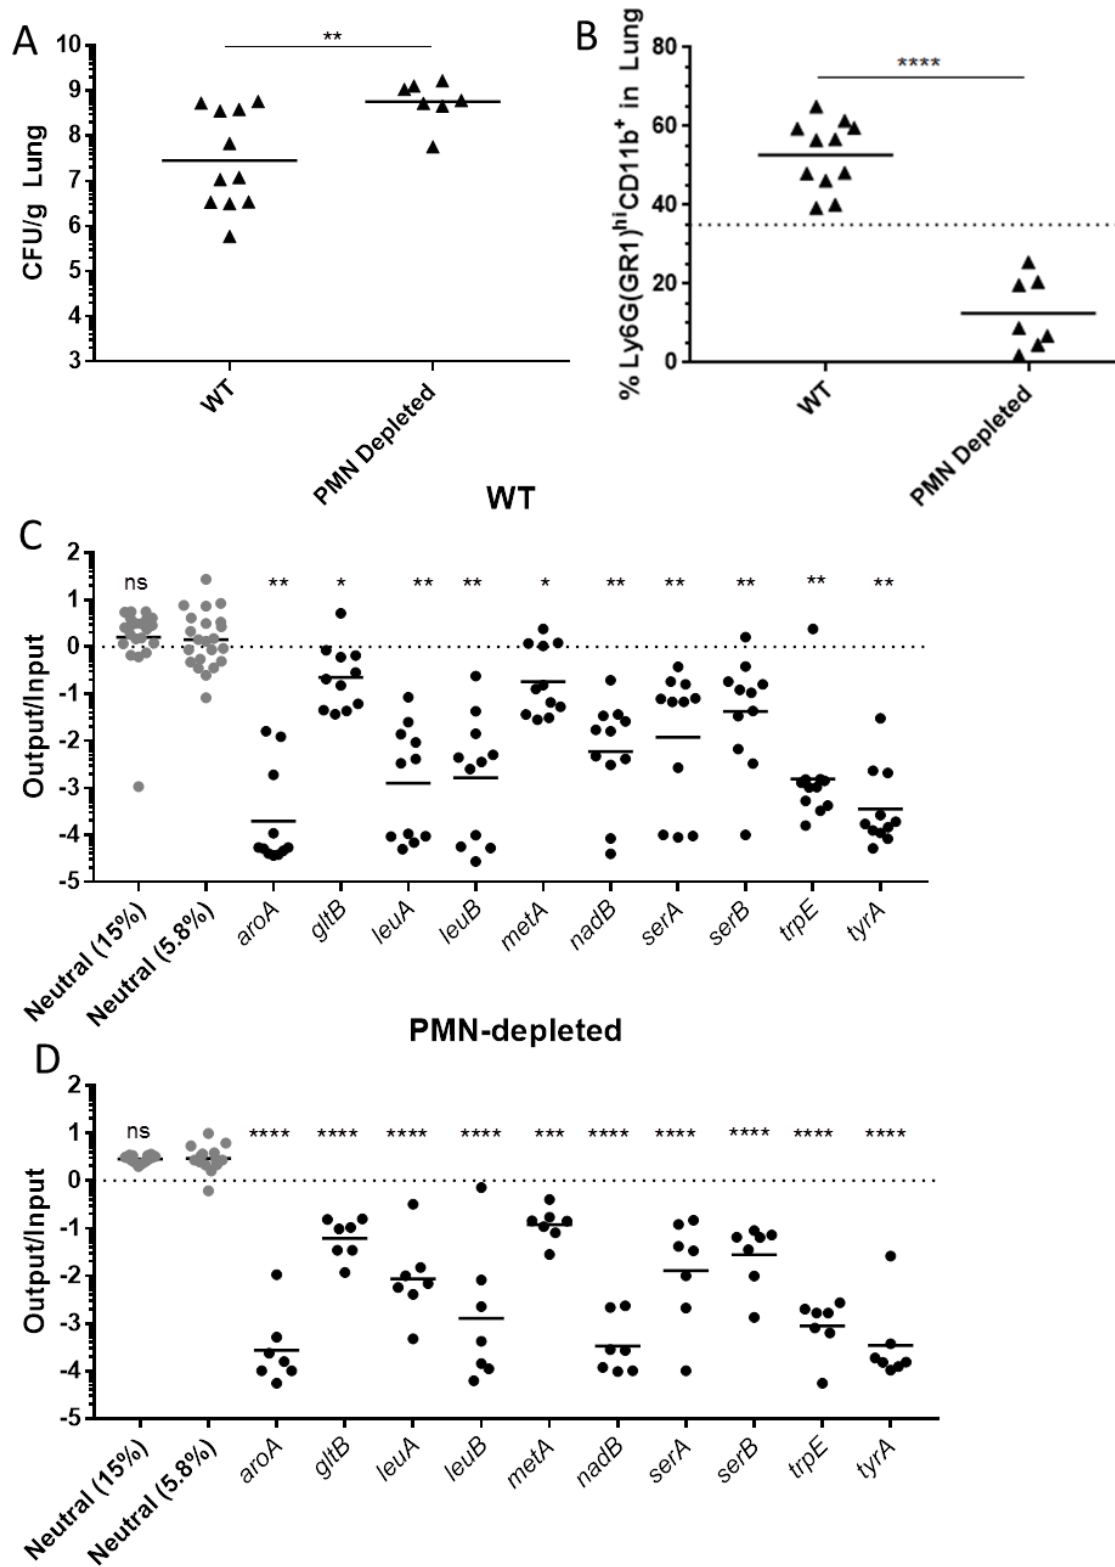 A
CFU/g Lung
10
9
8
7
6
5
4
3
**
WT
PMN Depleted
B
% Ly6G(GR1)hiCD11b+ in Lung
80
60
40
20
0
****
WT
PMN Depleted
WT
C
Output/Input
2
1
0
-1
-2
-3
-4
-5
ns ** * ** ** * ** ** ** ** **
Neutral (15%)
Neutral (5.8%)
aroA
gltB
leuA
leuB
metA
nadB
serA
serB
trpE
tyrA
PMN-depleted
D
Output/Input
2
1
0
-1
-2
-3
-4
-5
ns **** **** **** **** *** **** **** **** **** ****
Neutral (15%)
Neutral (5.8%)
aroA
gltB
leuA
leuB
metA
nadB
serA
serB
trpE
tyrA